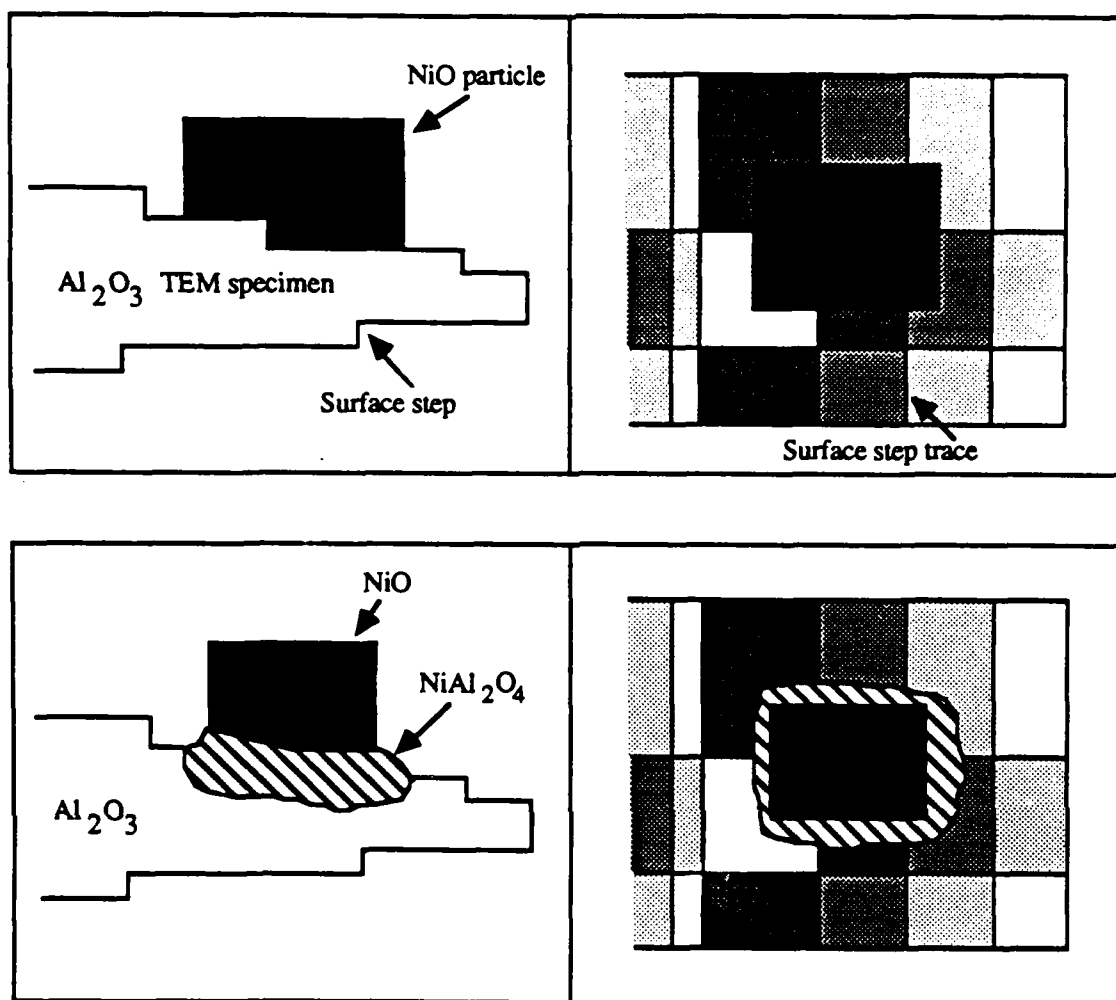 NiO particle
Al2O3 TEM specimen
Surface step
Surface step trace
NiO
NiAl2O4
Al2O3